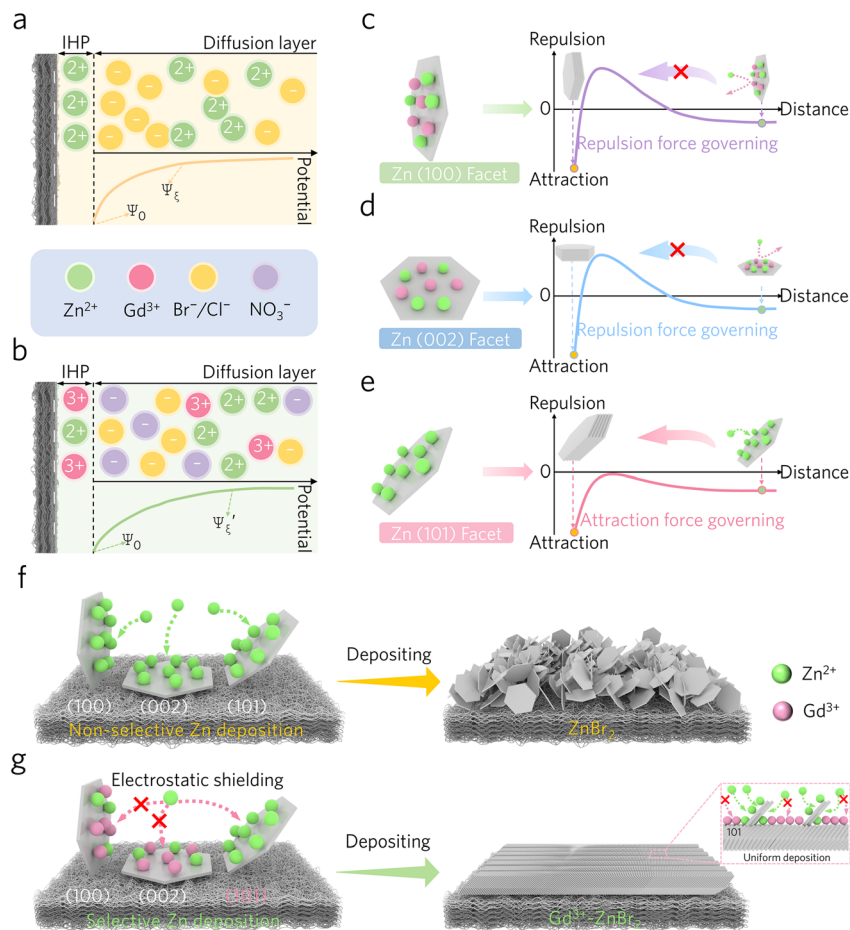 a
IHP
Diffusion layer
2+
−
2+
−
2+
−
−
−
2+
−
2+
−
−
2+
2+
−
−
2+
−
Potential
Ψξ
Ψ0
Zn²⁺
Gd³⁺
Br⁻/Cl⁻
NO₃⁻
b
IHP
Diffusion layer
3+
−
−
3+
2+
2+
−
2+
−
−
2+
−
3+
−
−
−
2+
3+
−
Potential
Ψξ′
Ψ0
c
Zn (100) Facet
Repulsion
0
Distance
Repulsion force governing
Attraction
d
Zn (002) Facet
Repulsion
0
Distance
Repulsion force governing
Attraction
e
Zn (101) Facet
Repulsion
0
Distance
Attraction force governing
Attraction
f
(100)
(002)
(101)
Non-selective Zn deposition
Depositing
ZnBr₂
Zn²⁺
Gd³⁺
g
Electrostatic shielding
(100)
(002)
(101)
Selective Zn deposition
Depositing
Gd³⁺-ZnBr₂
101
Uniform deposition